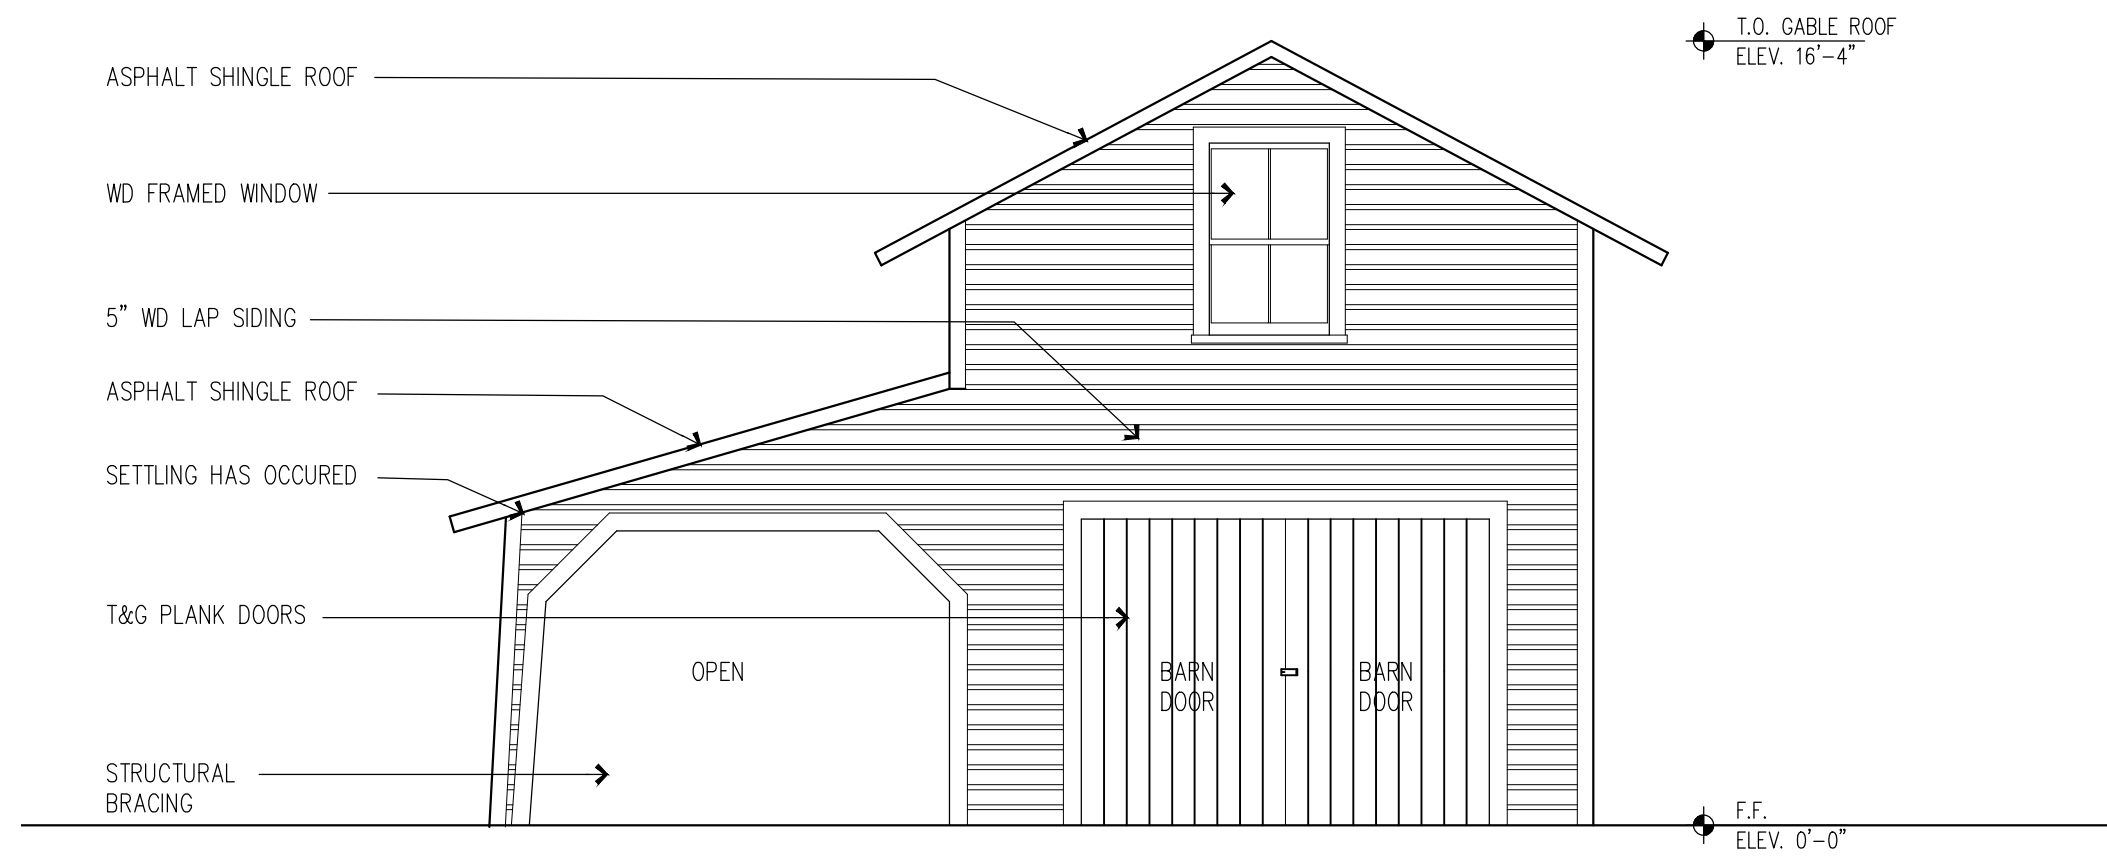 T.O. GABLE ROOF
ELEV. 16'-4"
ASPHALT SHINGLE ROOF
WD FRAMED WINDOW
5" WD LAP SIDING
ASPHALT SHINGLE ROOF
SETTLING HAS OCCURED
T&G PLANK DOORS
OPEN
BARN
DOOR
BARN
DOOR
STRUCTURAL
BRACING
F.F.
ELEV. 0'-0"